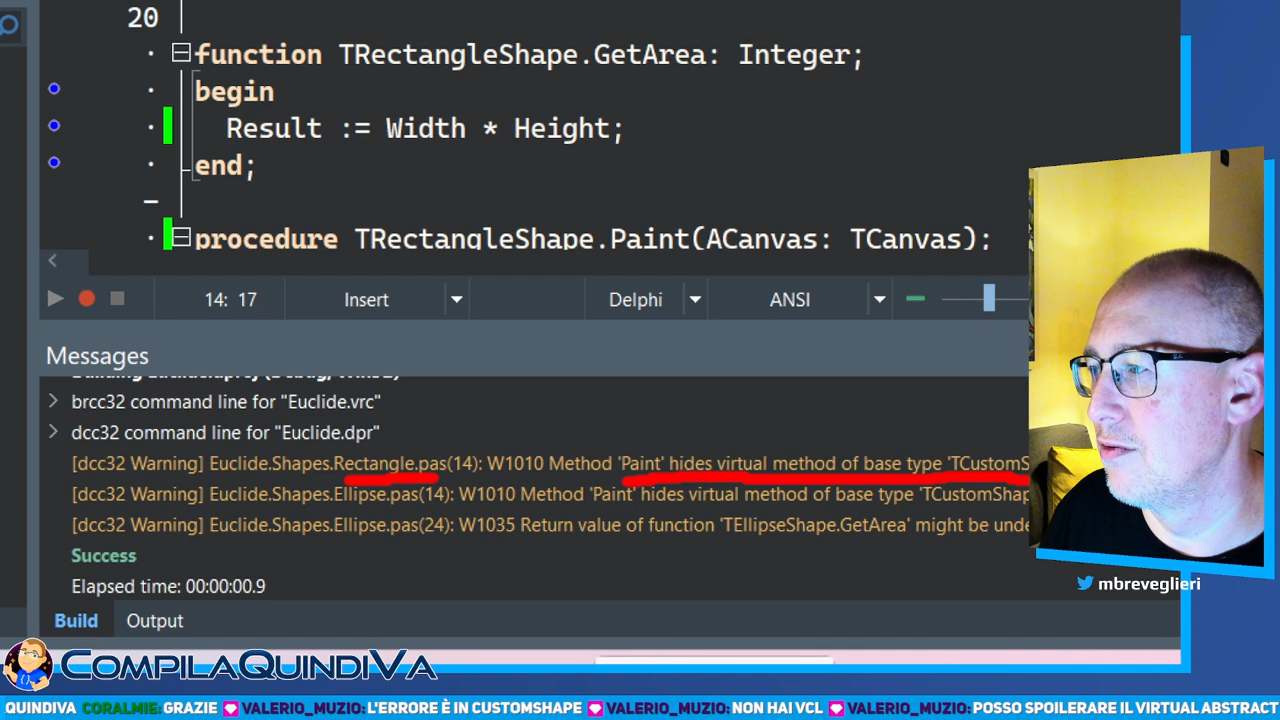 20
function TRectangleShape.GetArea: Integer;
begin
Result := Width * Height;
end;
procedure TRectangleShape.Paint(ACanvas: TCanvas);
14: 17 Insert Delphi ANSI
Messages
brcc32 command line for "Euclide.vrc"
dcc32 command line for "Euclide.dpr"
[dcc32 Warning] Euclide.Shapes.Rectangle.pas(14): W1010 Method 'Paint' hides virtual method of base type 'TCustomS
[dcc32 Warning] Euclide.Shapes.Ellipse.pas(14): W1010 Method 'Paint' hides virtual method of base type 'TCustomShap
[dcc32 Warning] Euclide.Shapes.Ellipse.pas(24): W1035 Return value of function 'TEllipseShape.GetArea' might be unde
Success
Elapsed time: 00:00:00.9
mbreveglieri
Build Output
COMPILAQUINDIVA
QUINDIVA CORALMIE: GRAZIE VALERIO_MUZIO: L'ERRORE È IN CUSTOMSHAPE VALERIO_MUZIO: NON HAI VCL VALERIO_MUZIO: POSSO SPOILERARE IL VIRTUAL ABSTRACT